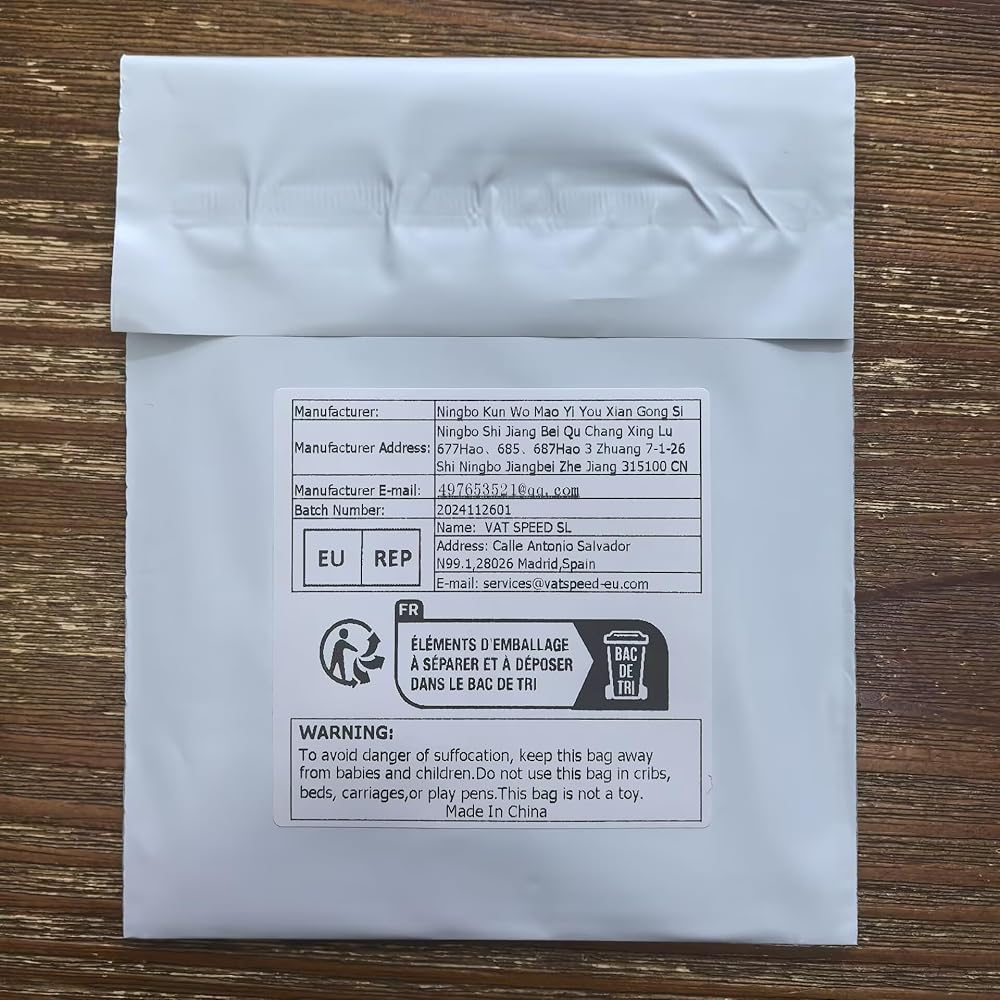 Manufacturer: Ningbo Kun Wo Mao Yi You Xian Gong Si
Manufacturer Address: Ningbo Shi Jiang Bei Qu Chang Xing Lu
677Hao、685、687Hao 3 Zhuang 7-1-26
Shi Ningbo Jiangbei Zhe Jiang 315100 CN
Manufacturer E-mail: 497653521@qq.com
Batch Number: 2024112601
EU REP
Name: VAT SPEED SL
Address: Calle Antonio Salvador
N99.1,28026 Madrid,Spain
E-mail: services@vatspeed-eu.com
FR
ÉLÉMENTS D'EMBALLAGE
À SÉPARER ET À DÉPOSER
DANS LE BAC DE TRI
BAC
DE
TRI
WARNING:
To avoid danger of suffocation, keep this bag away
from babies and children.Do not use this bag in cribs,
beds, carriages,or play pens.This bag is not a toy.
Made In China